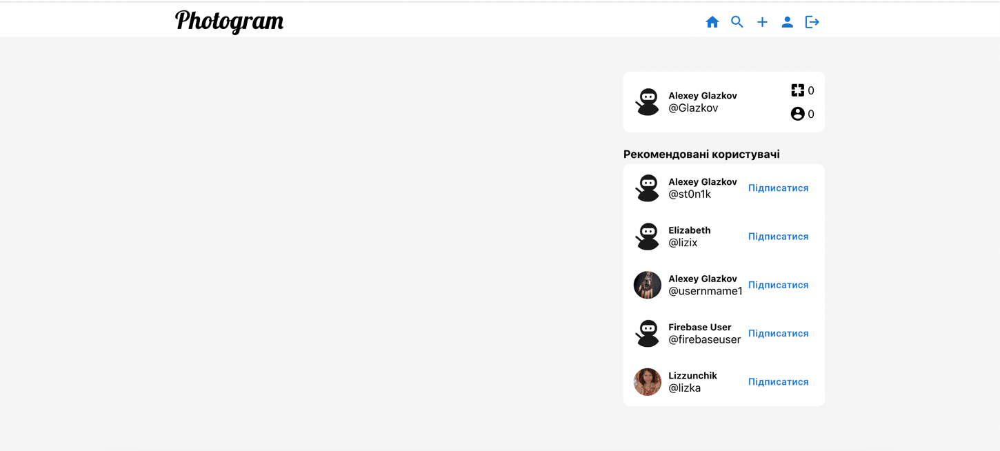 Photogram
Alexey Glazkov
@Glazkov
0
0
Рекомендовані користувачі
Alexey Glazkov
@st0n1k
Підписатися
Elizabeth
@lizix
Підписатися
Alexey Glazkov
@usernmame1
Підписатися
Firebase User
@firebaseuser
Підписатися
Lizzunchik
@lizka
Підписатися